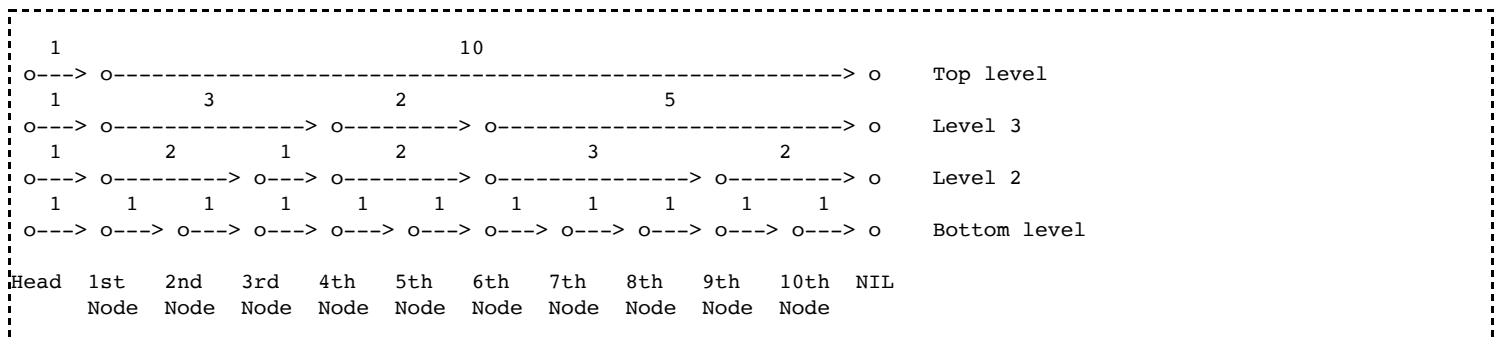 1 10
o---> o---------------------------------------------------------> o Top level
1 3 2 5
o---> o---------------> o---------> o---------------------------> o Level 3
1 2 1 2 3 2
o---> o---------> o---> o---------> o---------------> o---------> o Level 2
1 1 1 1 1 1 1 1 1 1 1
o---> o---> o---> o---> o---> o---> o---> o---> o---> o---> o---> o Bottom level
Head 1st 2nd 3rd 4th 5th 6th 7th 8th 9th 10th NIL
Node Node Node Node Node Node Node Node Node Node